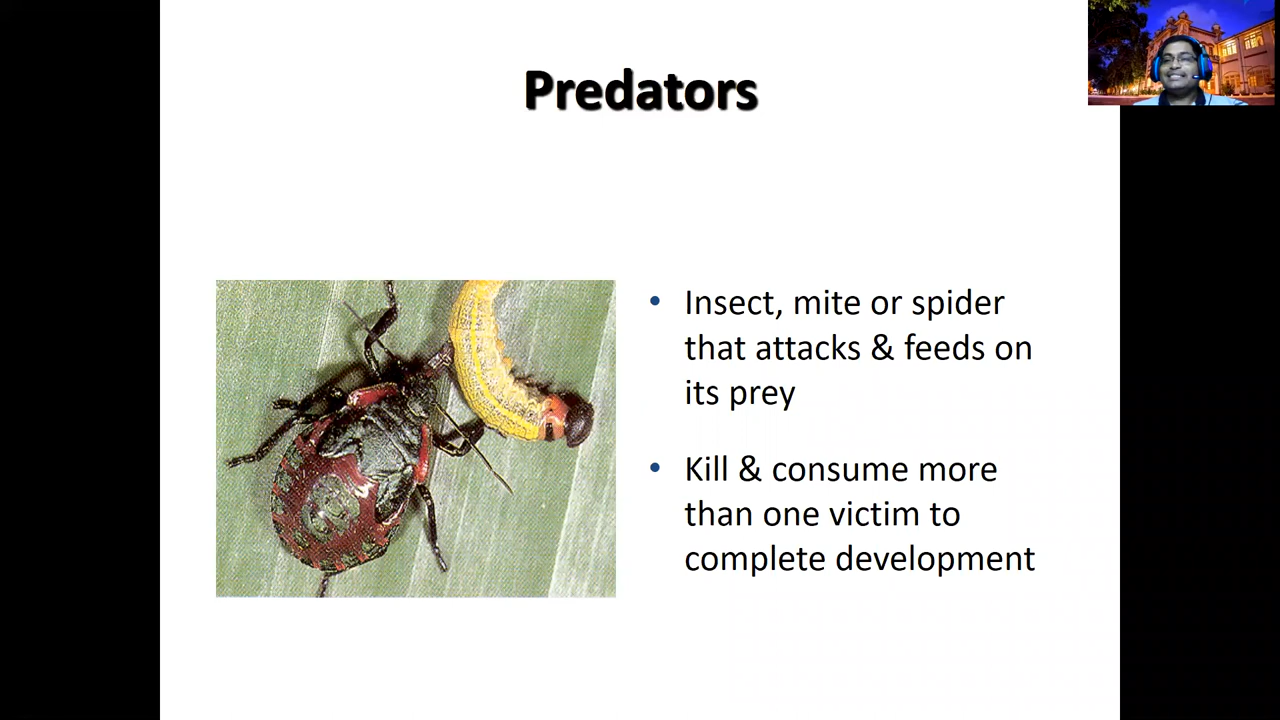 Predators
• Insect, mite or spider
that attacks & feeds on
its prey
• Kill & consume more
than one victim to
complete development